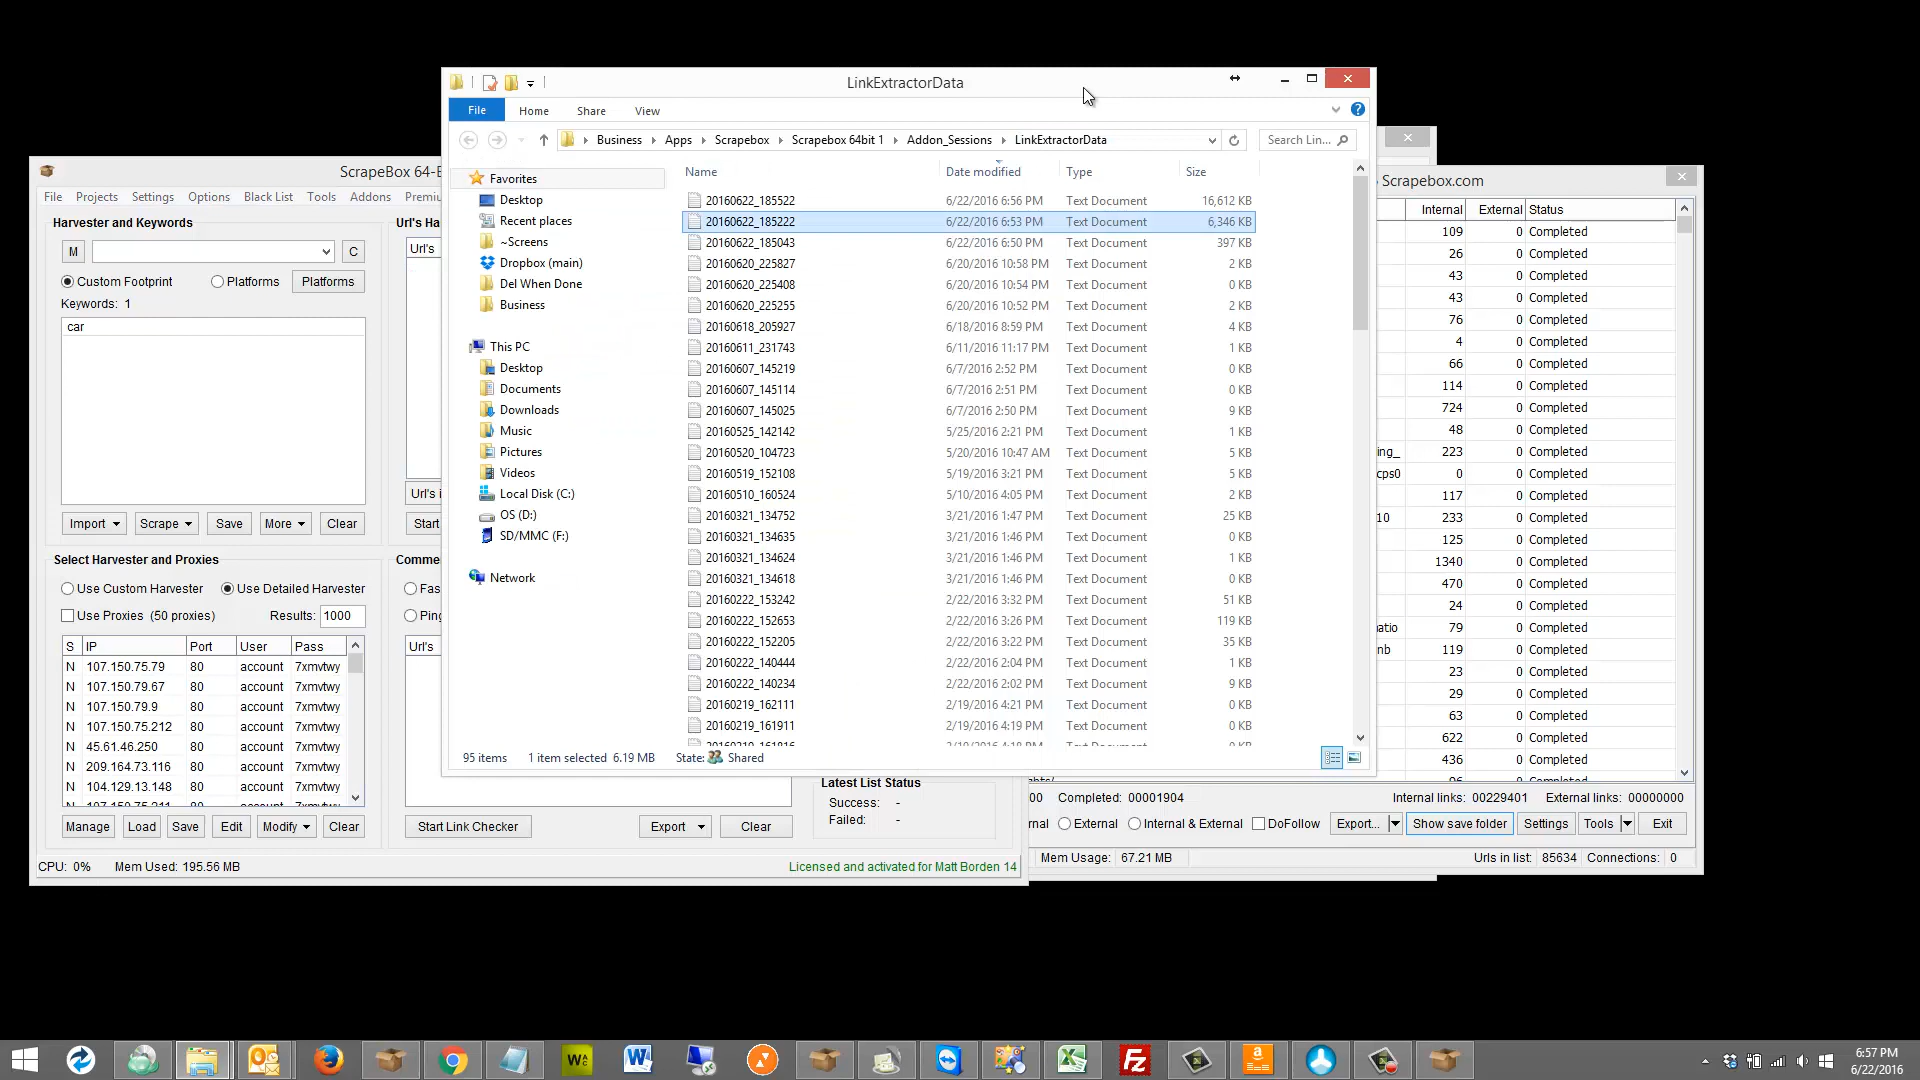 LinkExtractorData
File Home Share View
Business Apps Scrapebox Scrapebox 64bit 1 Addon_Sessions LinkExtractorData
Search Lin...
Favorites
Desktop
Recent places
~Screens
Dropbox (main)
Del When Done
Business
This PC
Desktop
Documents
Downloads
Music
Pictures
Videos
Local Disk (C:)
OS (D:)
SD/MMC (F:)
Network
Name Date modified Type Size
20160622_185522 6/22/2016 6:56 PM Text Document 16,612 KB
20160622_185222 6/22/2016 6:53 PM Text Document 6,346 KB
20160622_185043 6/22/2016 6:50 PM Text Document 397 KB
20160620_225827 6/20/2016 10:58 PM Text Document 2 KB
20160620_225408 6/20/2016 10:54 PM Text Document 0 KB
20160620_225255 6/20/2016 10:52 PM Text Document 2 KB
20160618_205927 6/18/2016 8:59 PM Text Document 4 KB
20160611_231743 6/11/2016 11:17 PM Text Document 1 KB
20160607_145219 6/7/2016 2:52 PM Text Document 0 KB
20160607_145114 6/7/2016 2:51 PM Text Document 0 KB
20160607_145025 6/7/2016 2:50 PM Text Document 9 KB
20160525_142142 5/25/2016 2:21 PM Text Document 1 KB
20160520_104723 5/20/2016 10:47 AM Text Document 5 KB
20160519_152108 5/19/2016 3:21 PM Text Document 5 KB
20160510_160524 5/10/2016 4:05 PM Text Document 2 KB
20160321_134752 3/21/2016 1:47 PM Text Document 25 KB
20160321_134635 3/21/2016 1:46 PM Text Document 0 KB
20160321_134624 3/21/2016 1:46 PM Text Document 1 KB
20160321_134618 3/21/2016 1:46 PM Text Document 0 KB
20160222_153242 2/22/2016 3:32 PM Text Document 51 KB
20160222_152653 2/22/2016 3:26 PM Text Document 119 KB
20160222_152205 2/22/2016 3:22 PM Text Document 35 KB
20160222_140444 2/22/2016 2:04 PM Text Document 1 KB
20160222_140234 2/22/2016 2:02 PM Text Document 9 KB
20160219_162111 2/19/2016 4:21 PM Text Document 0 KB
20160219_161911 2/19/2016 4:19 PM Text Document 0 KB
95 items 1 item selected 6.19 MB State: Shared
ScrapeBox 64-
File Projects Settings Options Black List Tools Addons Premiu
Harvester and Keywords
M C
Custom Footprint Platforms Platforms
Keywords: 1
car
Import Scrape Save More Clear
Select Harvester and Proxies
Use Custom Harvester Use Detailed Harvester
Use Proxies (50 proxies) Results: 1000
S IP Port User Pass
N 107.150.75.79 80 account 7xmvtwy
N 107.150.79.67 80 account 7xmvtwy
N 107.150.79.9 80 account 7xmvtwy
N 107.150.75.212 80 account 7xmvtwy
N 45.61.46.250 80 account 7xmvtwy
N 209.164.73.116 80 account 7xmvtwy
N 104.129.13.148 80 account 7xmvtwy
Manage Load Save Edit Modify Clear
CPU: 0% Mem Used: 195.56 MB
Url's Ha
Url's
Url's i
Start
Comme
Fas
Ping
Url's
Start Link Checker Export Clear
Latest List Status
Success: -
Failed: -
Licensed and activated for Matt Borden 14
Scrapebox.com
Internal External Status
109 0 Completed
26 0 Completed
43 0 Completed
43 0 Completed
76 0 Completed
4 0 Completed
66 0 Completed
114 0 Completed
724 0 Completed
48 0 Completed
ing_ 223 0 Completed
cps0 0 0 Completed
117 0 Completed
10 233 0 Completed
125 0 Completed
1340 0 Completed
470 0 Completed
24 0 Completed
atio 79 0 Completed
nb 119 0 Completed
23 0 Completed
29 0 Completed
63 0 Completed
622 0 Completed
436 0 Completed
00 Completed: 00001904 Internal links: 00229401 External links: 00000000
rnal External Internal & External DoFollow Export... Show save folder Settings Tools Exit
Mem Usage: 67.21 MB Urls in list: 85634 Connections: 0
6:57 PM
6/22/2016